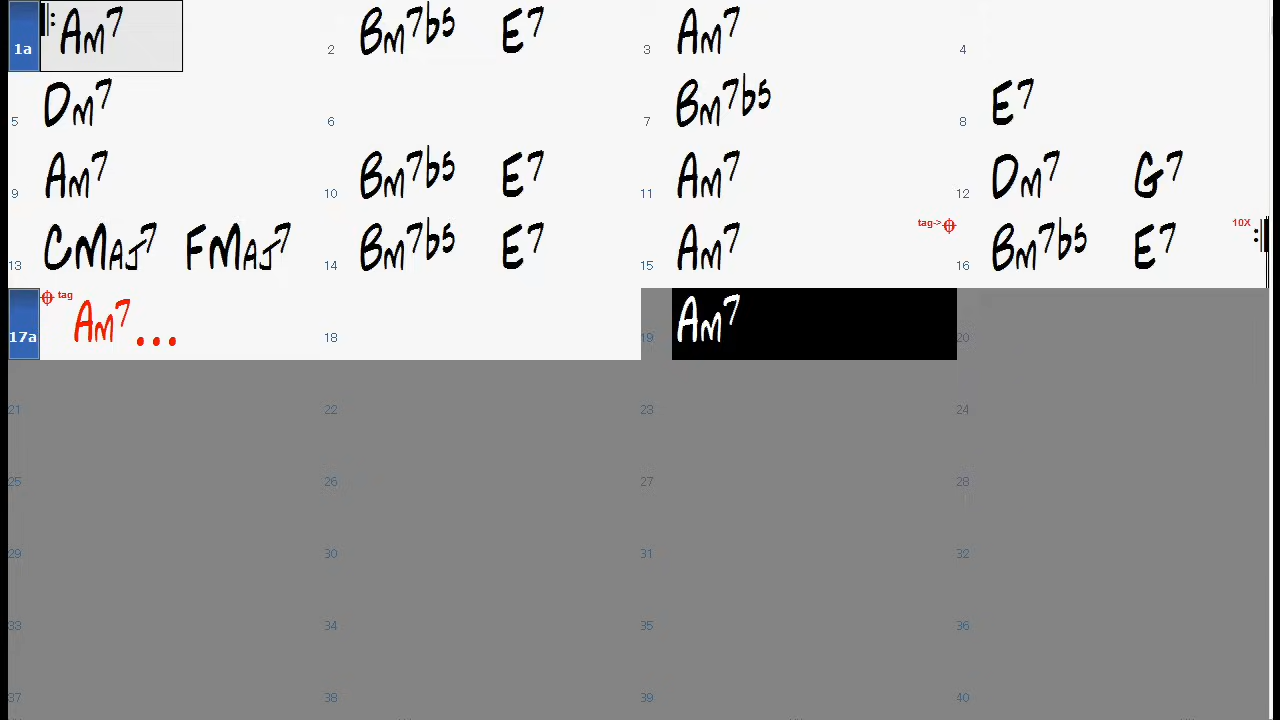 1a Am7 2 Bm7b5 E7 3 Am7 4
5 Dm7 6 7 Bm7b5 8 E7
9 Am7 10 Bm7b5 E7 11 Am7 12 Dm7 G7
13 CMaj7 FMaj7 14 Bm7b5 E7 15 Am7 tag-> 16 Bm7b5 E7 10X
17a tag Am7... 18 19 Am7 20
21 22 23 24
25 26 27 28
29 30 31 32
33 34 35 36
37 38 39 40